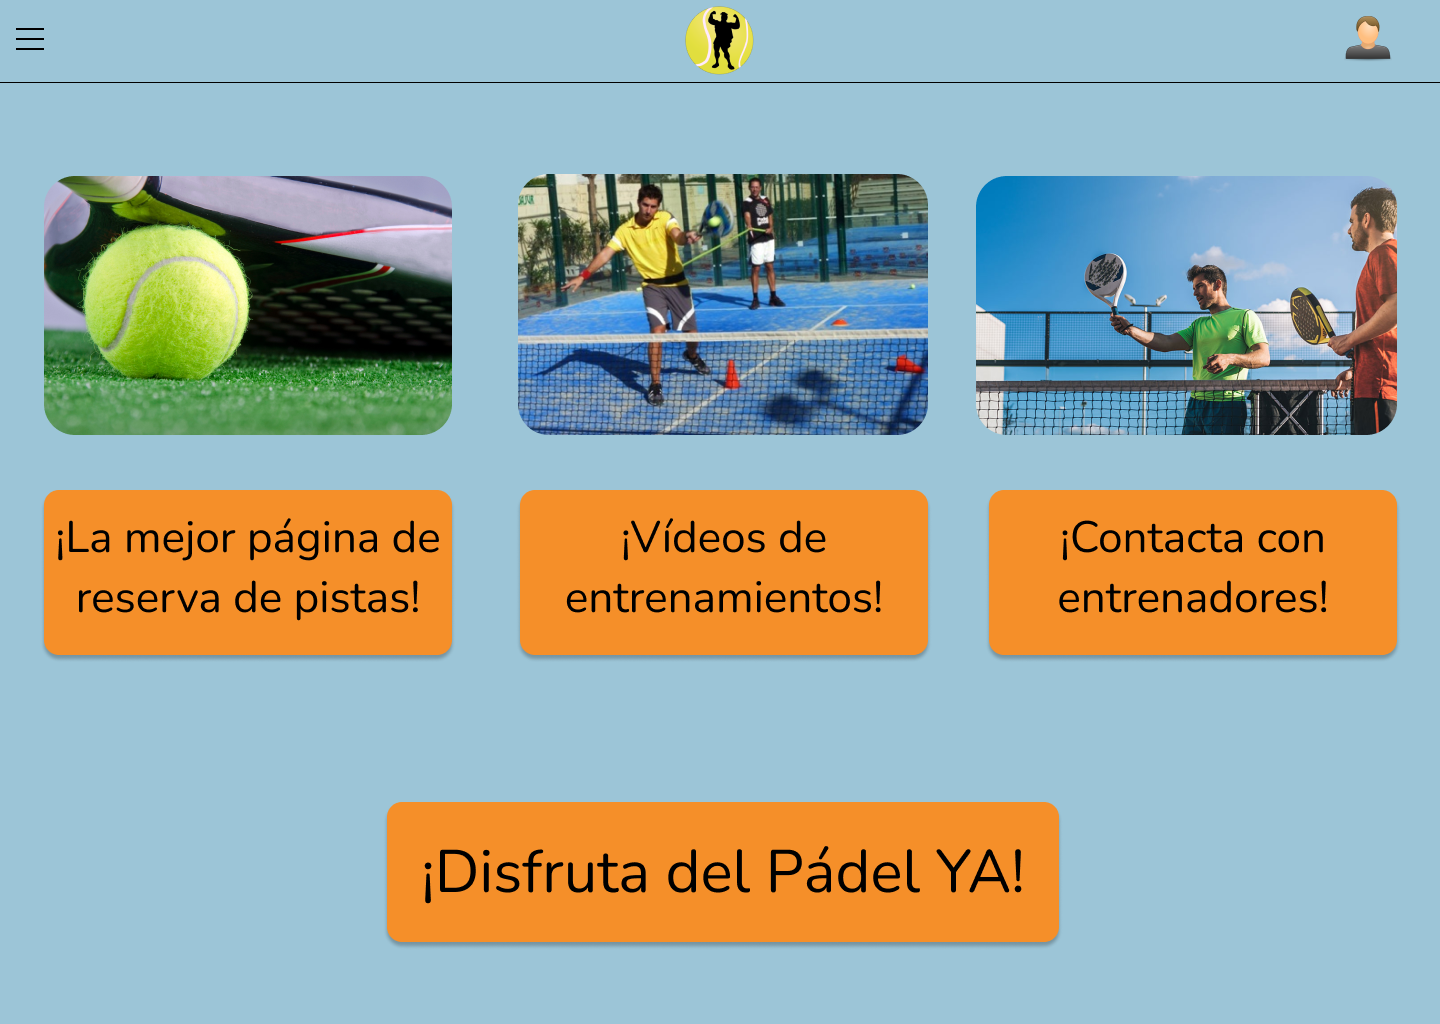 ¡La mejor página de
reserva de pistas!
¡Vídeos de
entrenamientos!
¡Contacta con
entrenadores!
¡Disfruta del Pádel YA!